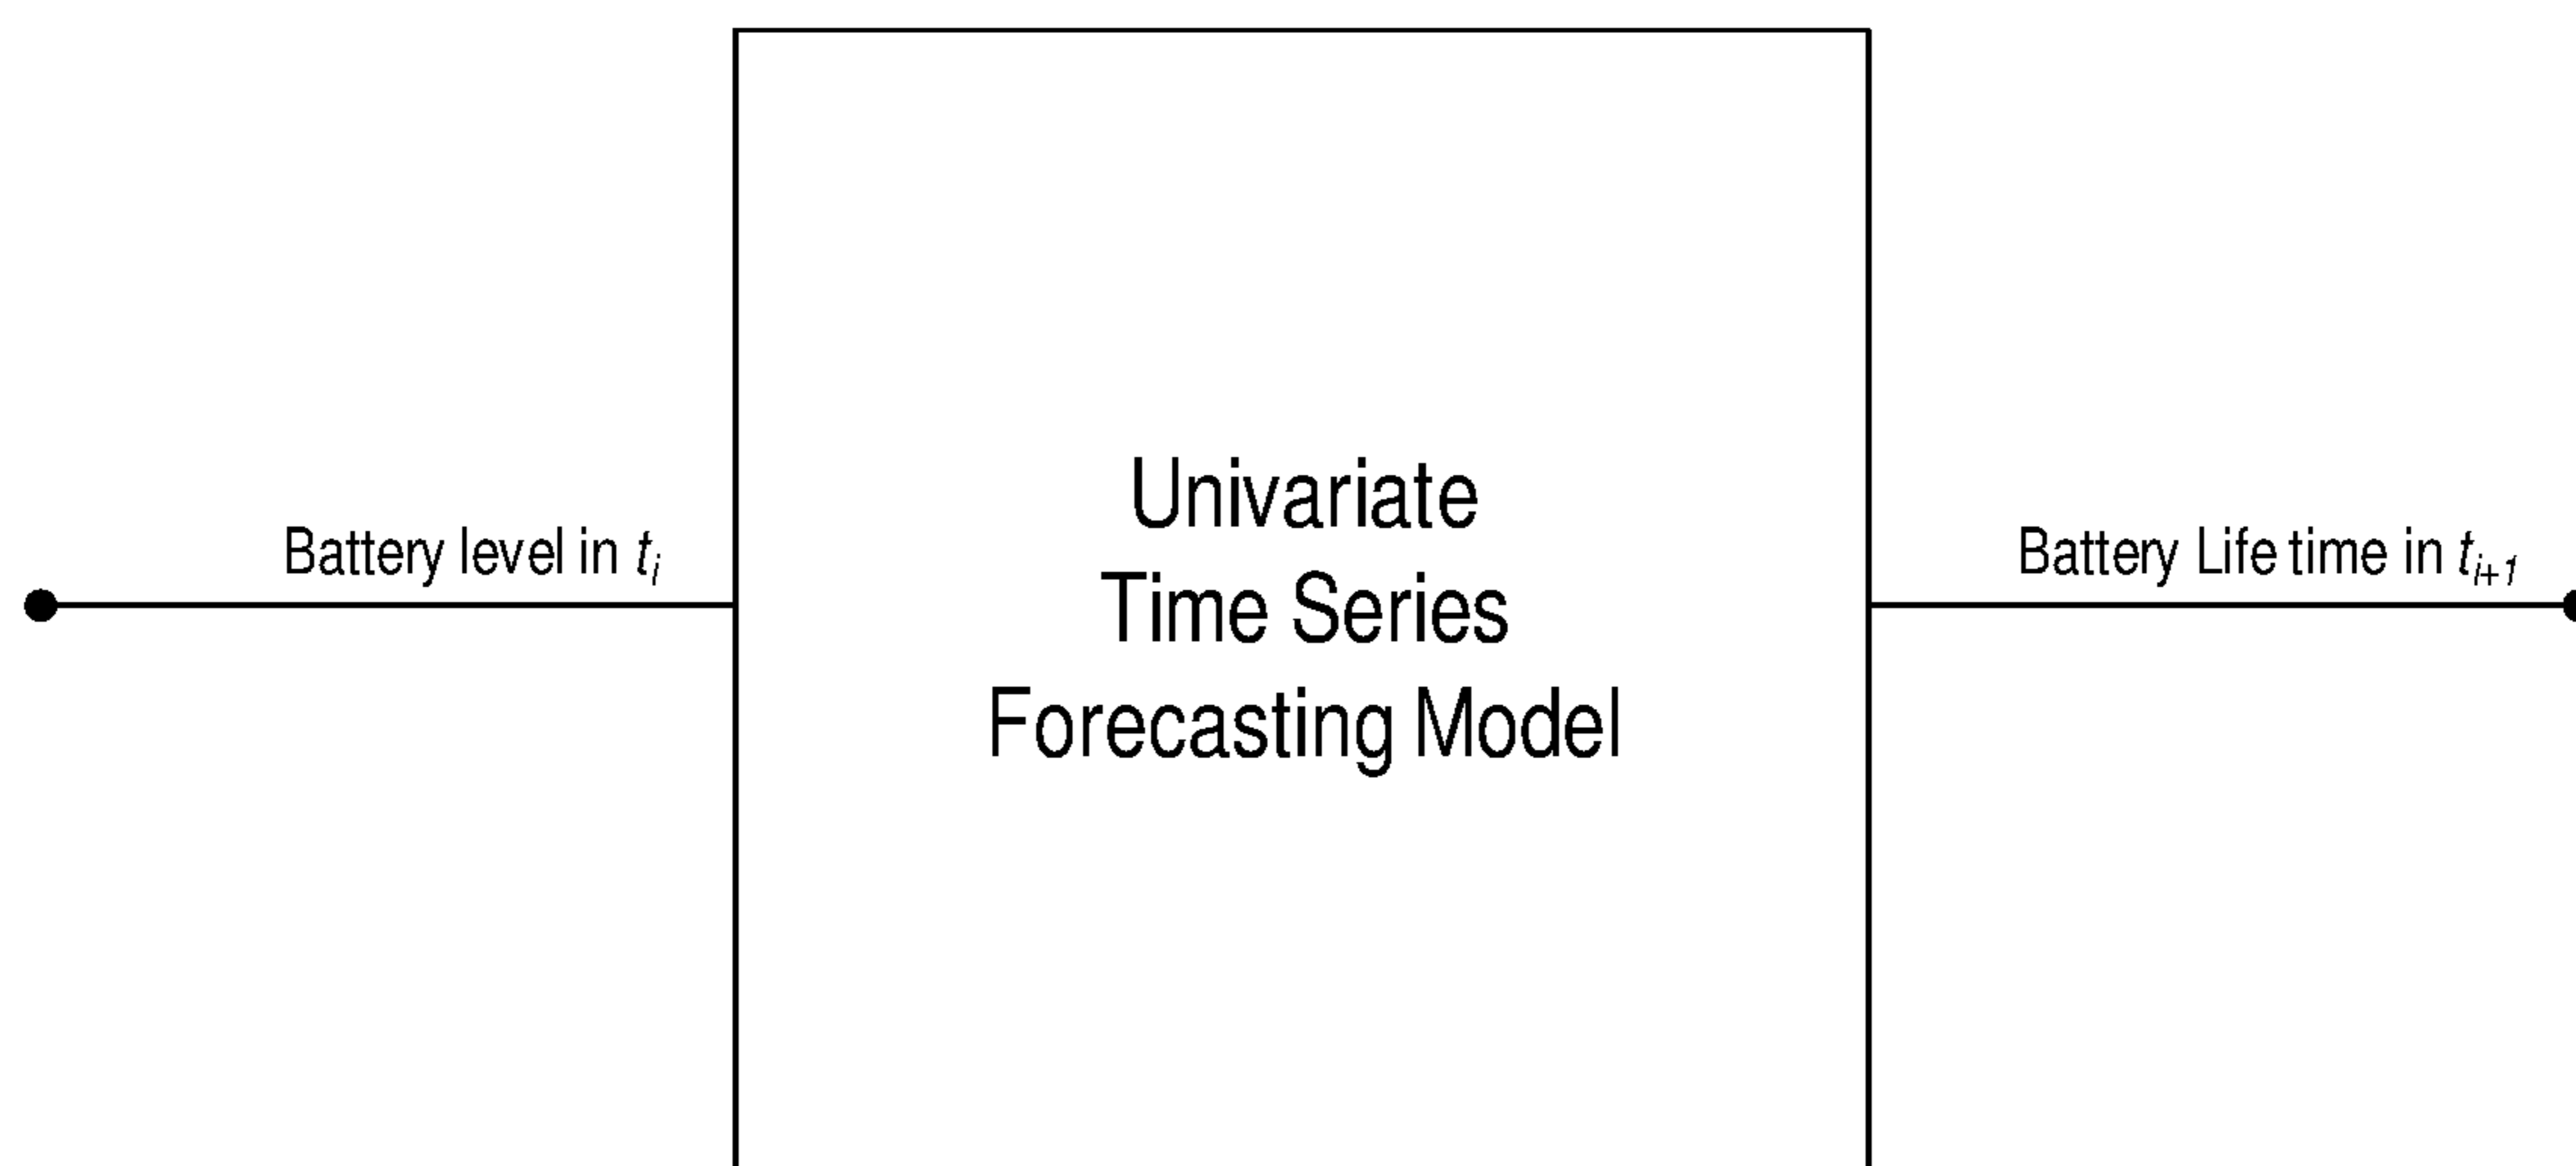 Battery level in tᵢ
Univariate
Time Series
Forecasting Model
Battery Life time in tᵢ₊₁